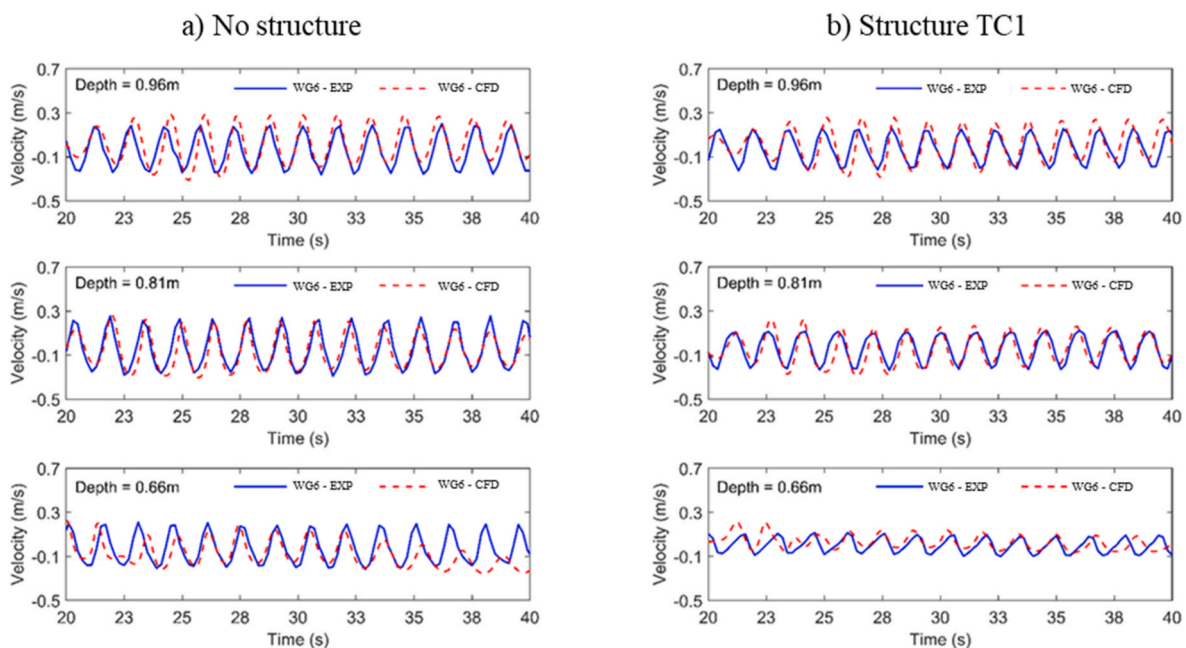 a) No structure
b) Structure TC1
0.7
0.3
-0.1
-0.5
Velocity (m/s)
Depth = 0.96m
WG6 - EXP
WG6 - CFD
20 23 25 28 30 33 35 38 40
Time (s)
0.7
0.3
-0.1
-0.5
Velocity (m/s)
Depth = 0.96m
WG6 - EXP
WG6 - CFD
20 23 25 28 30 33 35 38 40
Time (s)
0.7
0.3
-0.1
-0.5
Velocity (m/s)
Depth = 0.81m
WG6 - EXP
WG6 - CFD
20 23 25 28 30 33 35 38 40
Time (s)
0.7
0.3
-0.1
-0.5
Velocity (m/s)
Depth = 0.81m
WG6 - EXP
WG6 - CFD
20 23 25 28 30 33 35 38 40
Time (s)
0.7
0.3
-0.1
-0.5
Velocity (m/s)
Depth = 0.66m
WG6 - EXP
WG6 - CFD
20 23 25 28 30 33 35 38 40
Time (s)
0.7
0.3
-0.1
-0.5
Velocity (m/s)
Depth = 0.66m
WG6 - EXP
WG6 - CFD
20 23 25 28 30 33 35 38 40
Time (s)